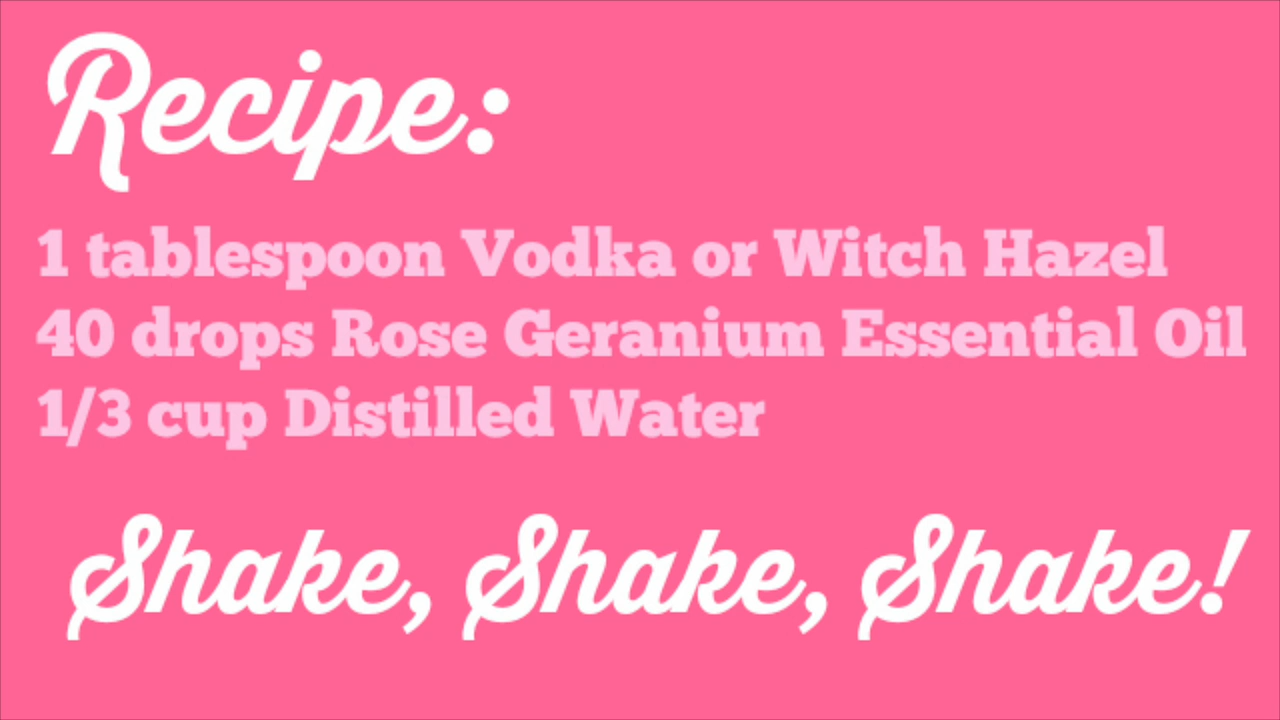 Recipe:
1 tablespoon Vodka or Witch Hazel
40 drops Rose Geranium Essential Oil
1/3 cup Distilled Water
Shake, Shake, Shake!